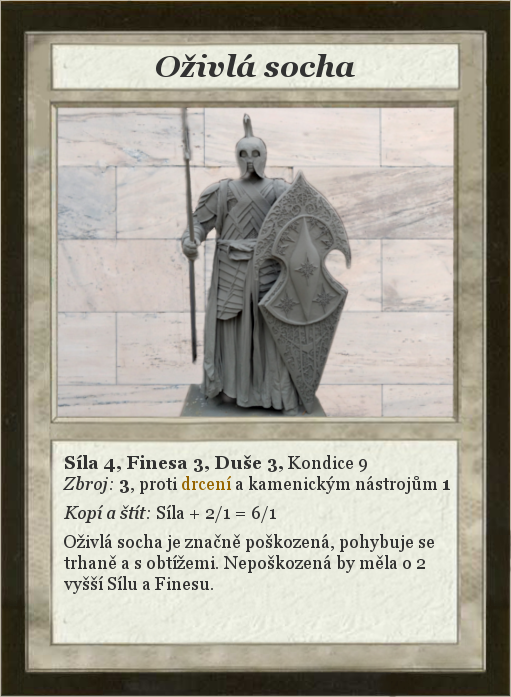 Oživlá socha
Síla 4, Finesa 3, Duše 3, Kondice 9
Zbroj: 3, proti drcení a kamenickým nástrojům 1
Kopí a štít: Síla + 2/1 = 6/1
Oživlá socha je značně poškozená, pohybuje se
trhaně a s obtížemi. Nepoškozená by měla o 2
vyšší Sílu a Finesu.